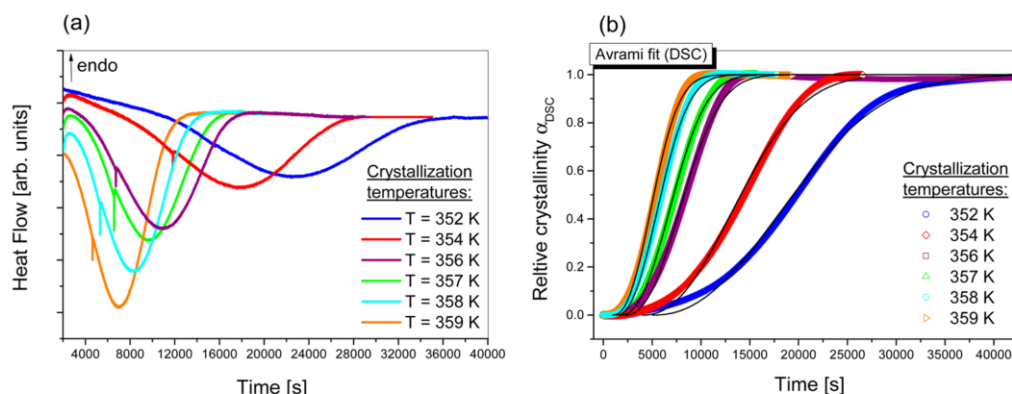 (a)
endo
Heat Flow [arb. units]
Crystallization
temperatures:
T = 352 K
T = 354 K
T = 356 K
T = 357 K
T = 358 K
T = 359 K
4000 8000 12000 16000 20000 24000 28000 32000 36000 40000
Time [s]
(b)
Avrami fit (DSC)
Reltive crystallinity αDSC
1.0
0.8
0.6
0.4
0.2
0.0
Crystallization
temperatures:
352 K
354 K
356 K
357 K
358 K
359 K
0 5000 10000 15000 20000 25000 30000 35000 40000
Time [s]